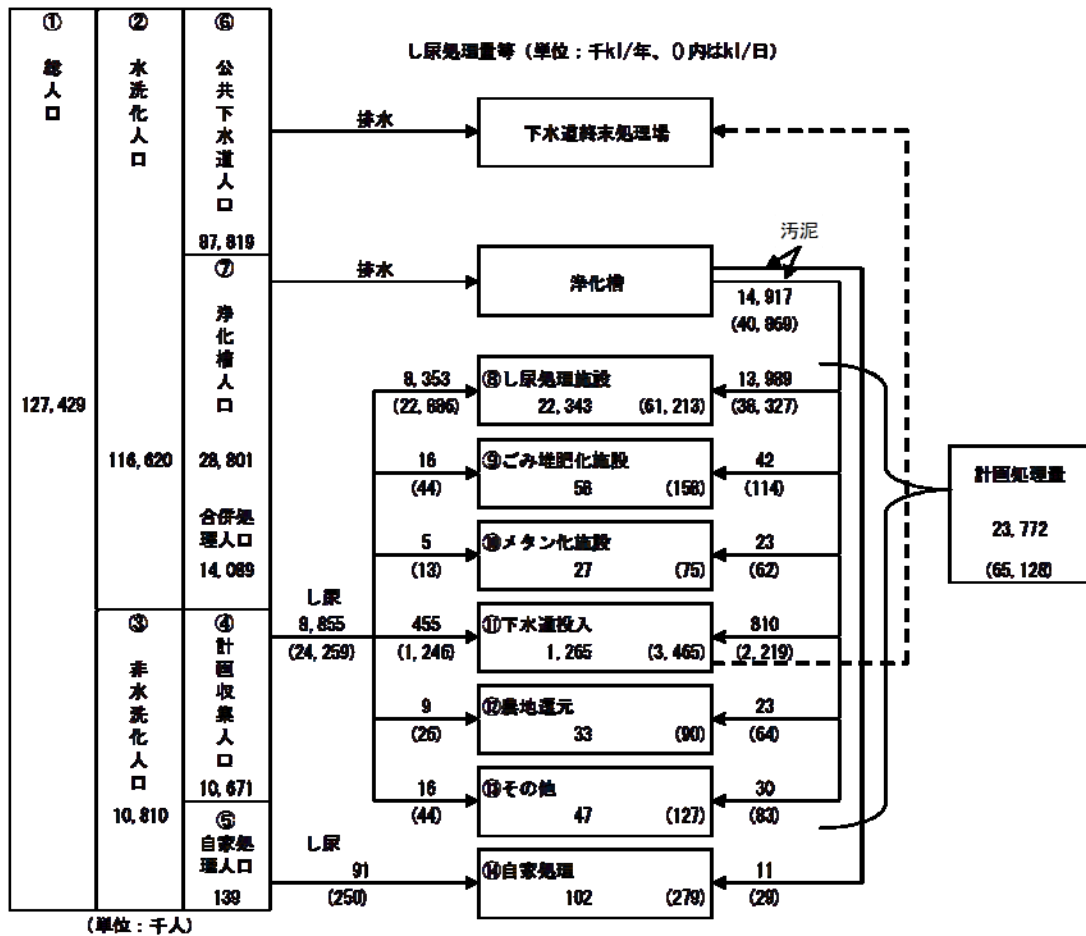 ① 総人口
127,429
② 水洗化人口
116,620
⑥ 公共下水道人口
87,819
⑦ 浄化槽人口
28,801
合併処
理人口
14,089
③ 非水洗化人口
10,810
④ 計画収集人口
10,671
⑤
自家処
理人口
139
(単位：千人)
し尿処理量等（単位：千kl/年、()内はkl/日）
排水
下水道終末処理場
排水
浄化槽
汚泥
14,917
(40,869)
8,353
(22,886)
⑧し尿処理施設
22,343 (61,213)
13,989
(38,327)
16
(44)
⑨ごみ堆肥化施設
58 (158)
42
(114)
5
(13)
⑩メタン化施設
27 (75)
23
(62)
し尿
8,855
(24,259)
455
(1,246)
⑪下水道投入
1,265 (3,465)
810
(2,219)
9
(26)
⑫農地還元
33 (90)
23
(64)
16
(44)
⑬その他
47 (127)
30
(83)
し尿
91
(250)
⑭自家処理
102 (279)
11
(29)
計画処理量
23,772
(65,128)